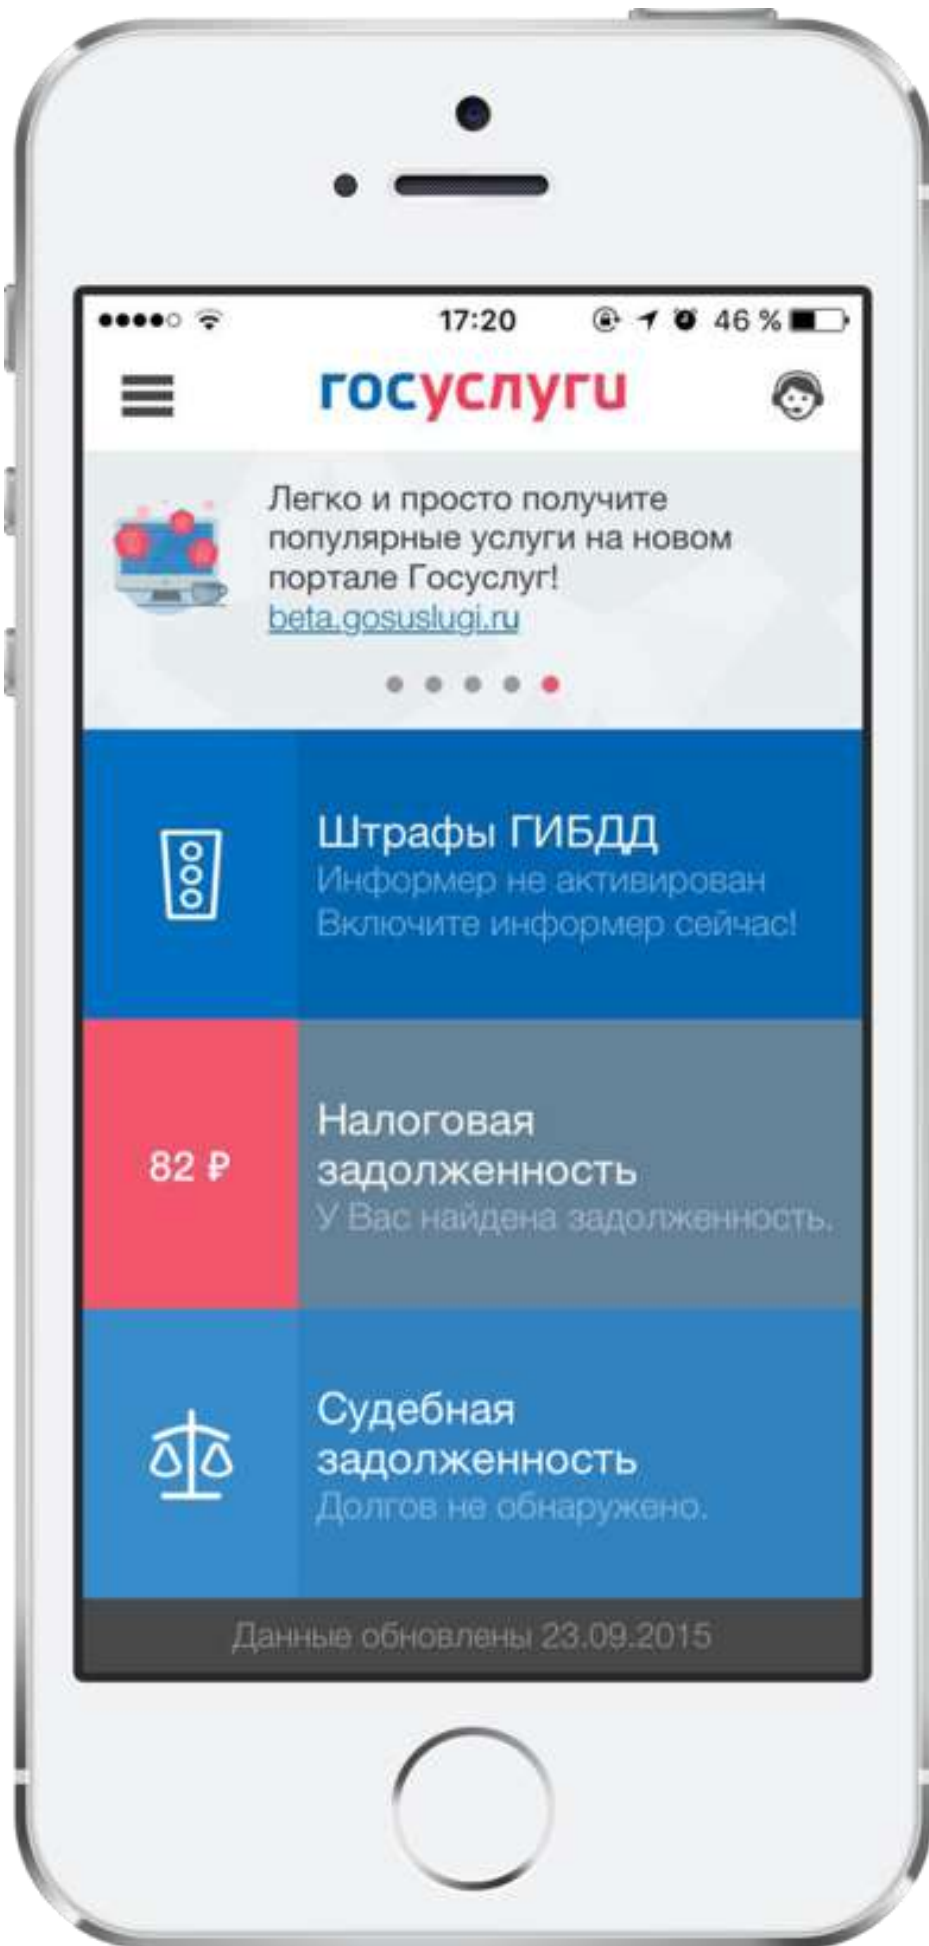 17:20 46 %
госуслуги
Легко и просто получите
популярные услуги на новом
портале Госуслуг!
beta.gosuslugi.ru
Штрафы ГИБДД
Информер не активирован
Включите информер сейчас!
82 ₽
Налоговая
задолженность
У Вас найдена задолженность.
Судебная
задолженность
Долгов не обнаружено.
Данные обновлены 23.09.2015